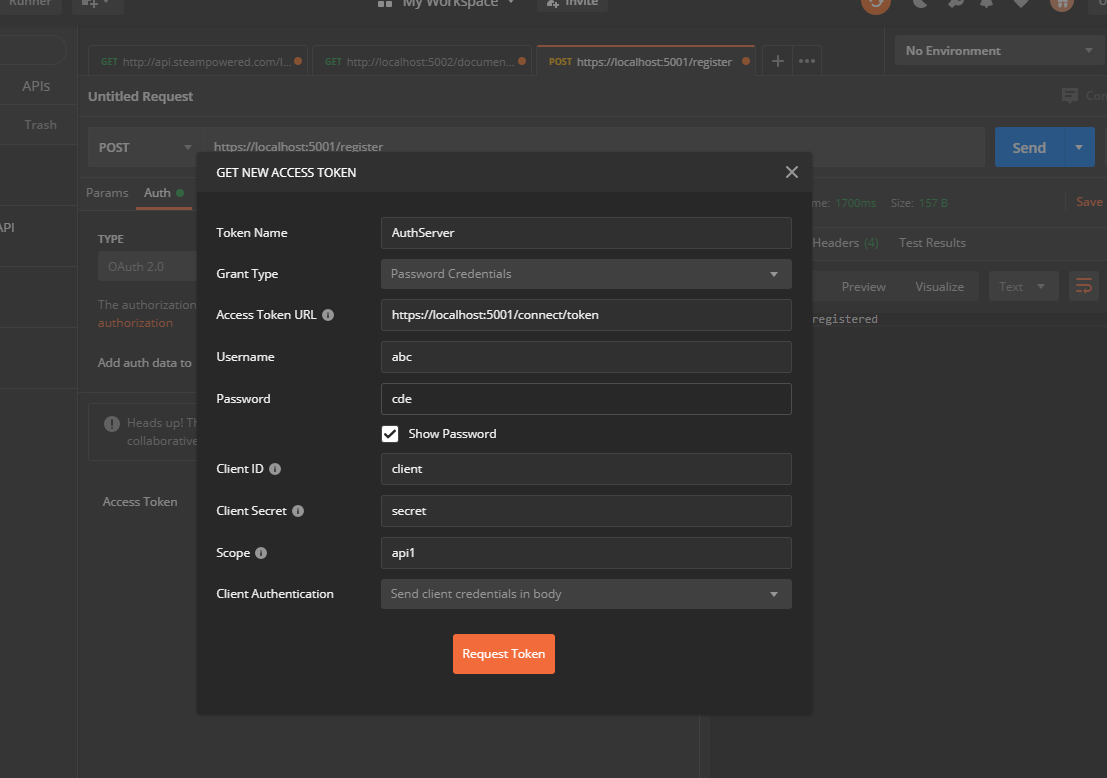 Runner
My Workspace
Invite
GET http://api.steampowered.com/I...
GET http://localhost:5002/documen...
POST https://localhost:5001/register
No Environment
APIs
Untitled Request
Trash
POST
https://localhost:5001/register
Send
GET NEW ACCESS TOKEN
Params
Auth
1700ms
Size: 157 B
Save
API
Token Name
AuthServer
TYPE
Headers (4)
Test Results
OAuth 2.0
Grant Type
Password Credentials
Preview
Visualize
Text
The authorization
authorization
Access Token URL
https://localhost:5001/connect/token
registered
Add auth data to
Username
abc
Password
cde
Heads up!
collaborative
Show Password
Client ID
client
Access Token
Client Secret
secret
Scope
api1
Client Authentication
Send client credentials in body
Request Token